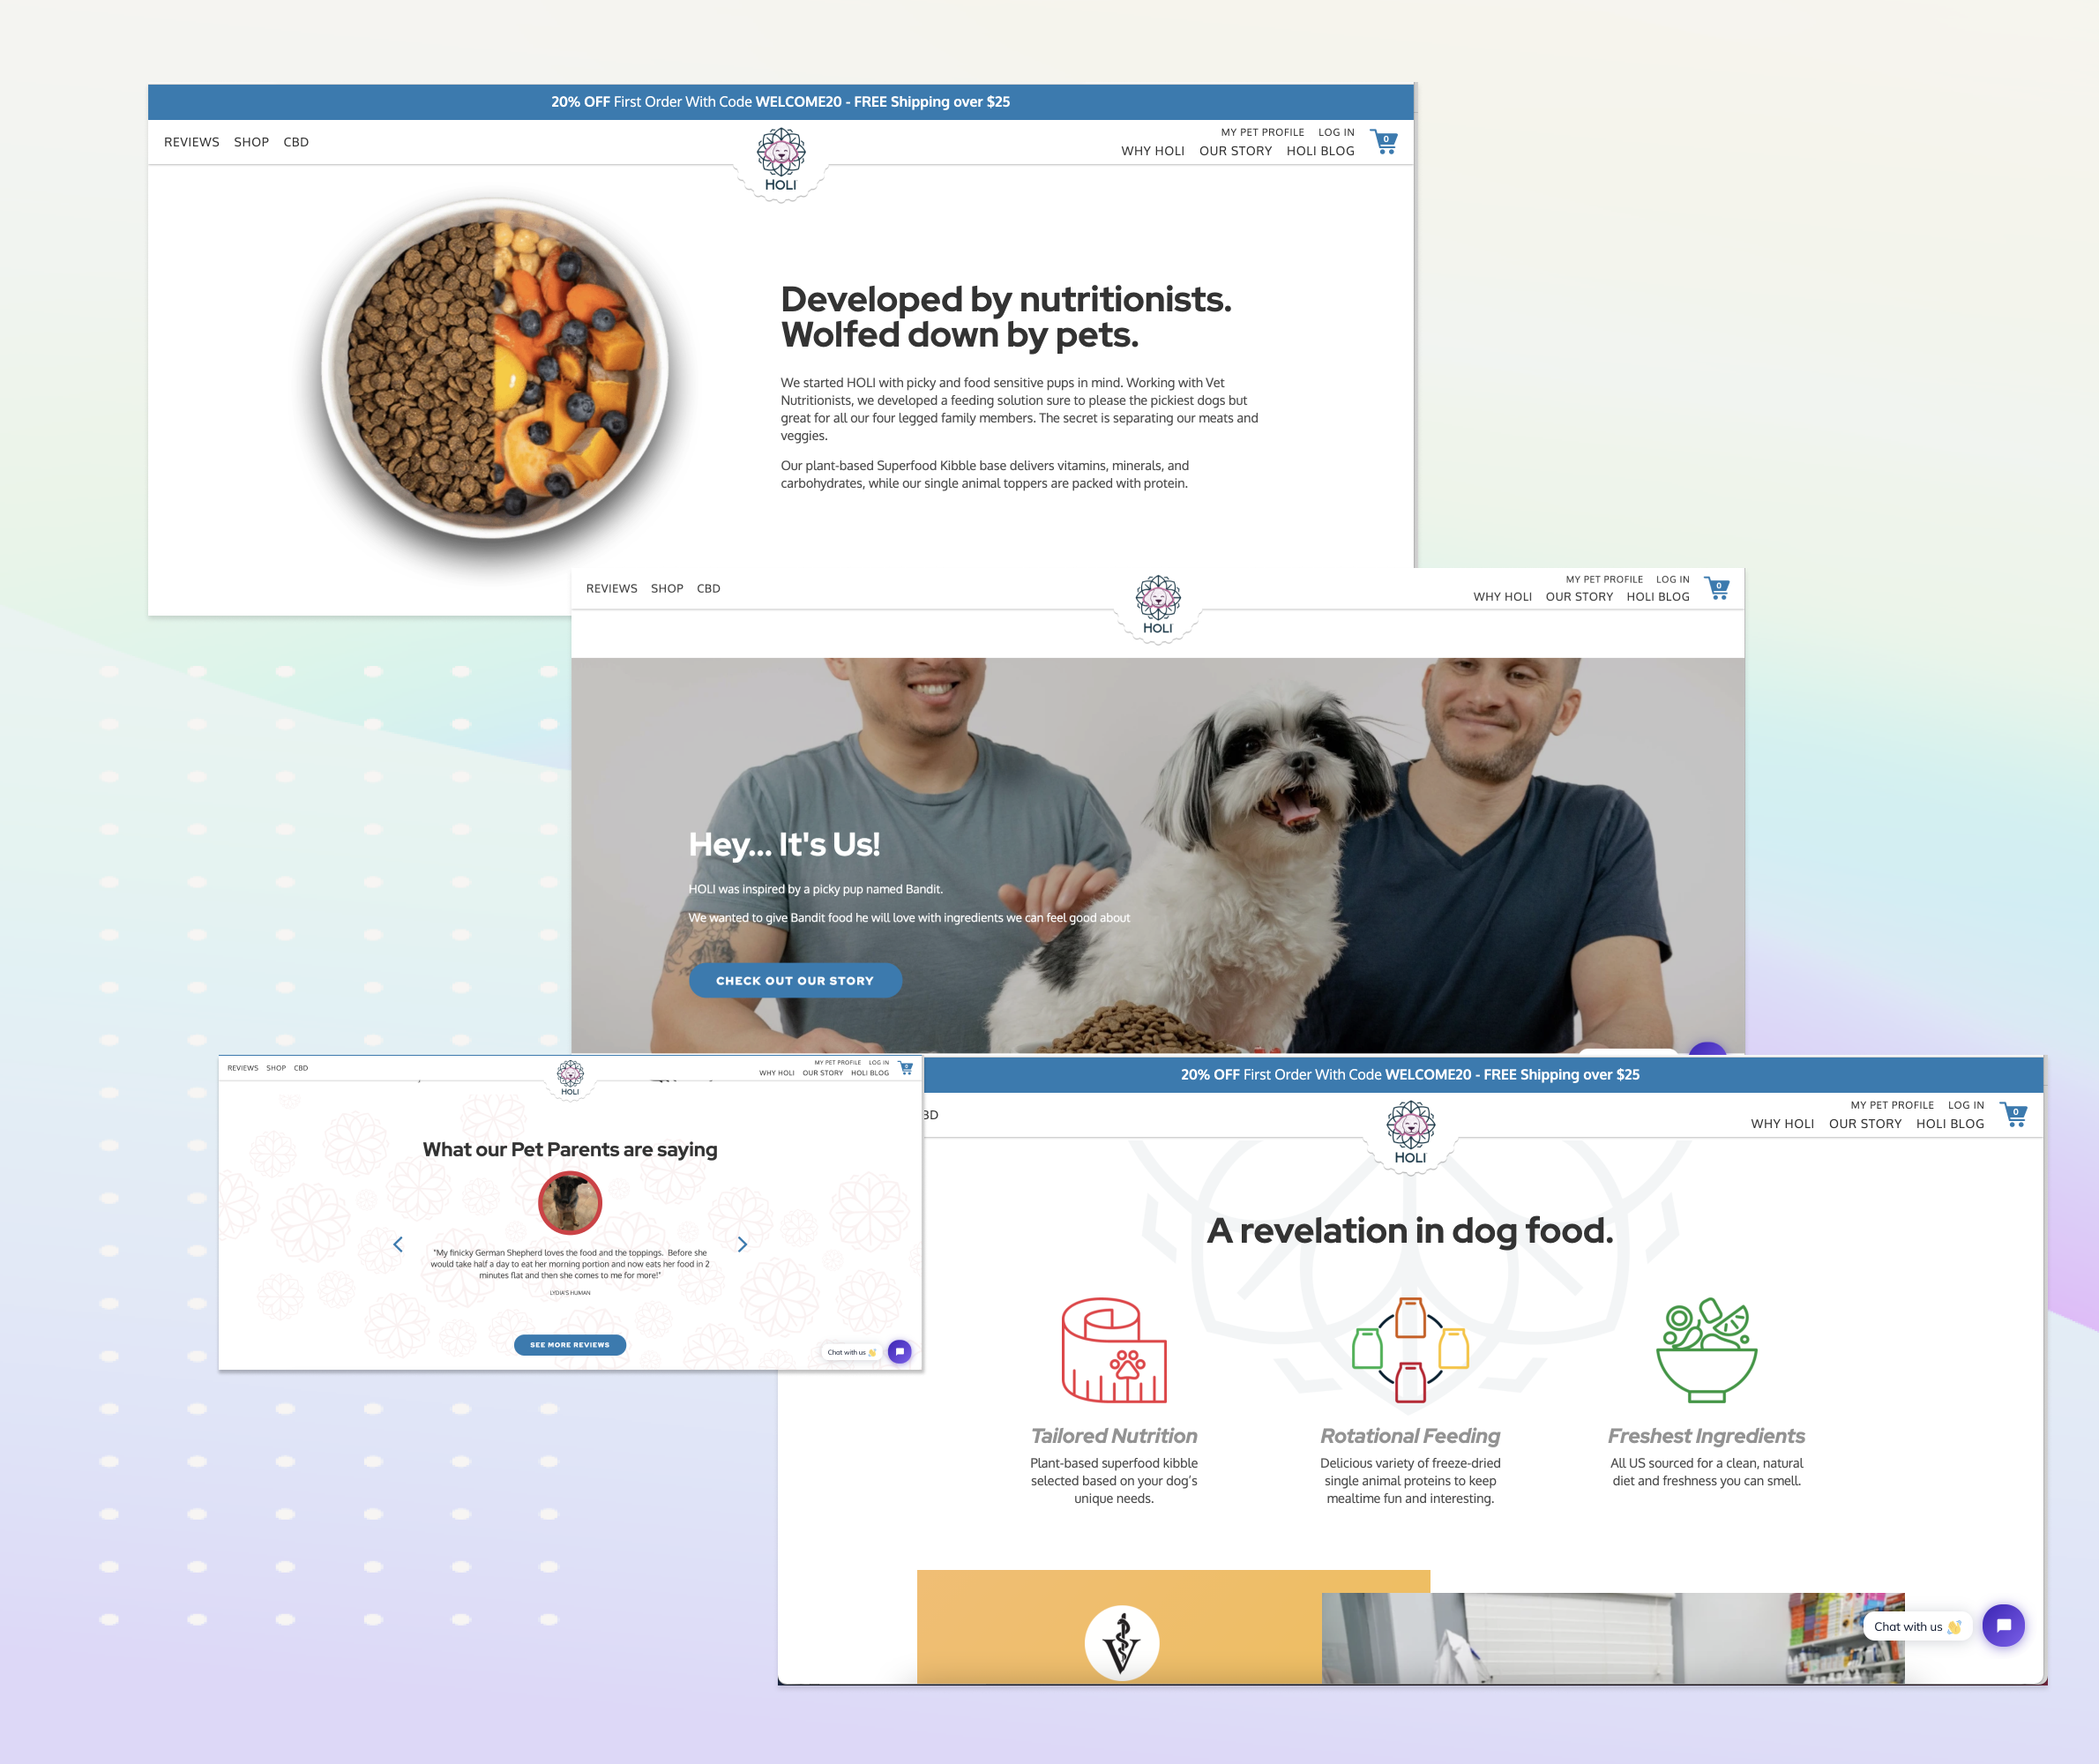 20% OFF First Order With Code WELCOME20 - FREE Shipping over $25
REVIEWS SHOP CBD
HOLI
MY PET PROFILE LOG IN
0
WHY HOLI OUR STORY HOLI BLOG
Developed by nutritionists.
Wolfed down by pets.
We started HOLI with picky and food sensitive pups in mind. Working with Vet
Nutritionists, we developed a feeding solution sure to please the pickiest dogs but
great for all our four legged family members. The secret is separating our meats and
veggies.
Our plant-based Superfood Kibble base delivers vitamins, minerals, and
carbohydrates, while our single animal toppers are packed with protein.
REVIEWS SHOP CBD
HOLI
MY PET PROFILE LOG IN
0
WHY HOLI OUR STORY HOLI BLOG
Hey... It's Us!
HOLI was inspired by a picky pup named Bandit.
We wanted to give Bandit food he will love with ingredients we can feel good about
CHECK OUT OUR STORY
REVIEWS SHOP CBD
HOLI
MY PET PROFILE LOG IN
0
WHY HOLI OUR STORY HOLI BLOG
What our Pet Parents are saying
"My finicky German Shepherd loves the food and the toppings. Before she
would take half a day to eat her morning portion and now eats her food in 2
minutes flat and then she comes to me for more!"
LYDIA'S HUMAN
SEE MORE REVIEWS
Chat with us
20% OFF First Order With Code WELCOME20 - FREE Shipping over $25
BD
HOLI
MY PET PROFILE LOG IN
0
WHY HOLI OUR STORY HOLI BLOG
A revelation in dog food.
Tailored Nutrition
Plant-based superfood kibble
selected based on your dog's
unique needs.
Rotational Feeding
Delicious variety of freeze-dried
single animal proteins to keep
mealtime fun and interesting.
Freshest Ingredients
All US sourced for a clean, natural
diet and freshness you can smell.
V
Chat with us